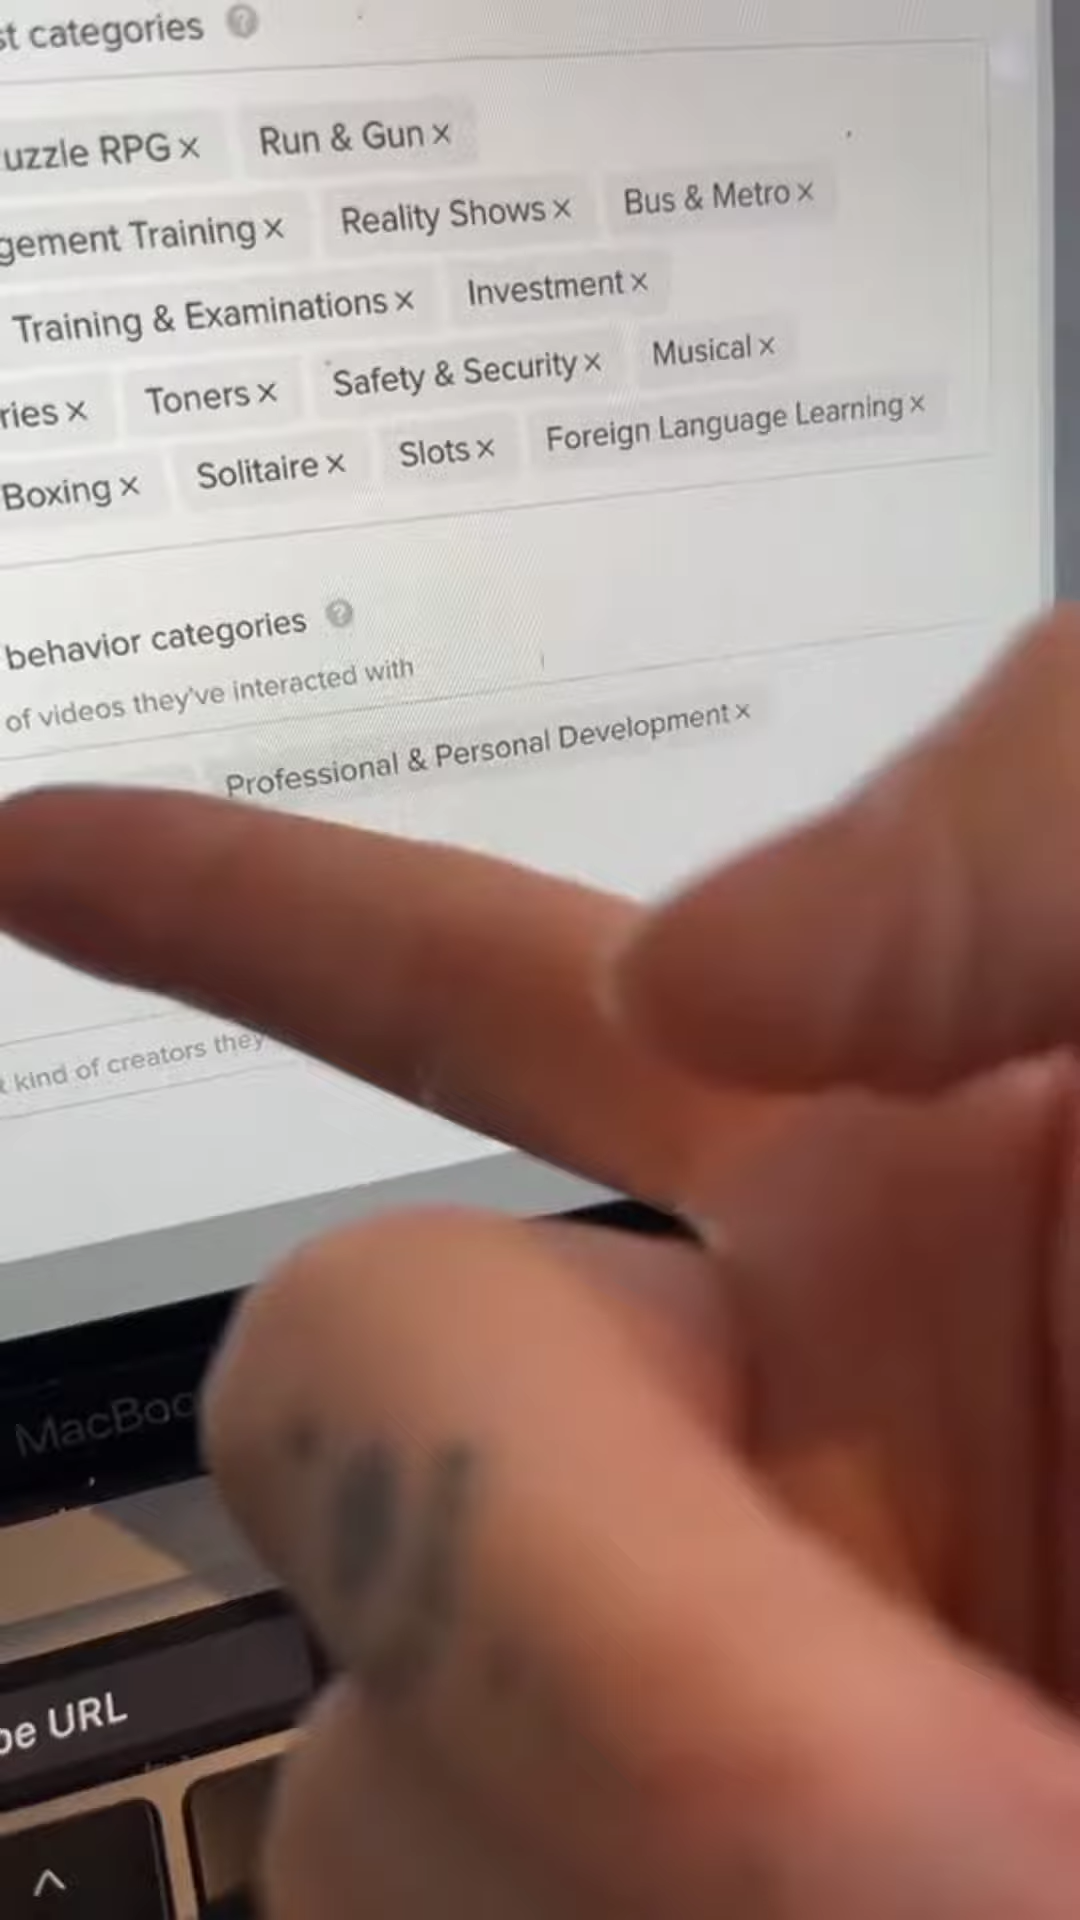 st categories
uzzle RPG × Run & Gun ×
gement Training × Reality Shows × Bus & Metro ×
Training & Examinations × Investment ×
ries × Toners × Safety & Security × Musical ×
Boxing × Solitaire × Slots × Foreign Language Learning ×
behavior categories
of videos they've interacted with
Professional & Personal Development ×
kind of creators they
MacBoo
pe URL